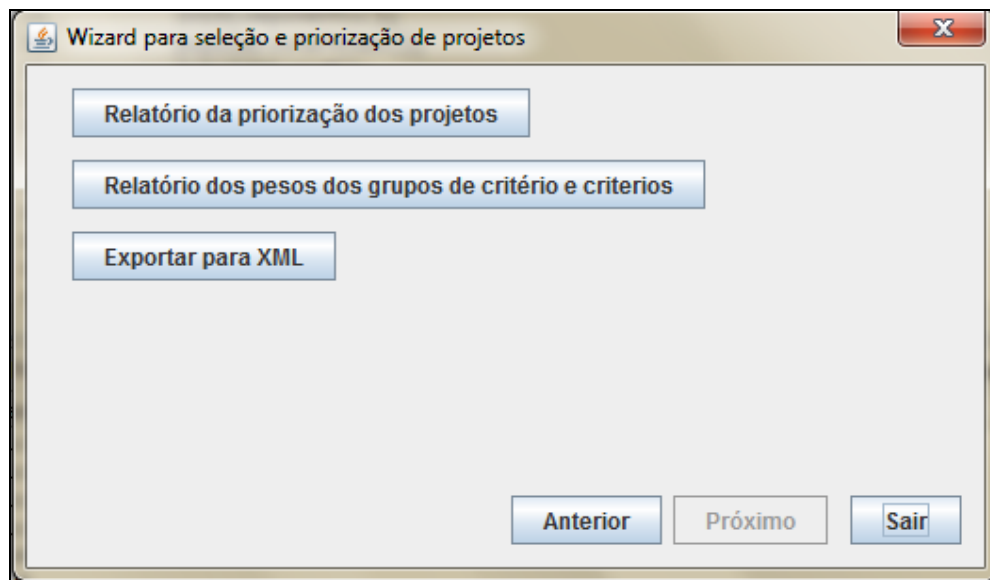 Wizard para seleção e priorização de projetos
Relatório da priorização dos projetos
Relatório dos pesos dos grupos de critério e criterios
Exportar para XML
Anterior Próximo Sair